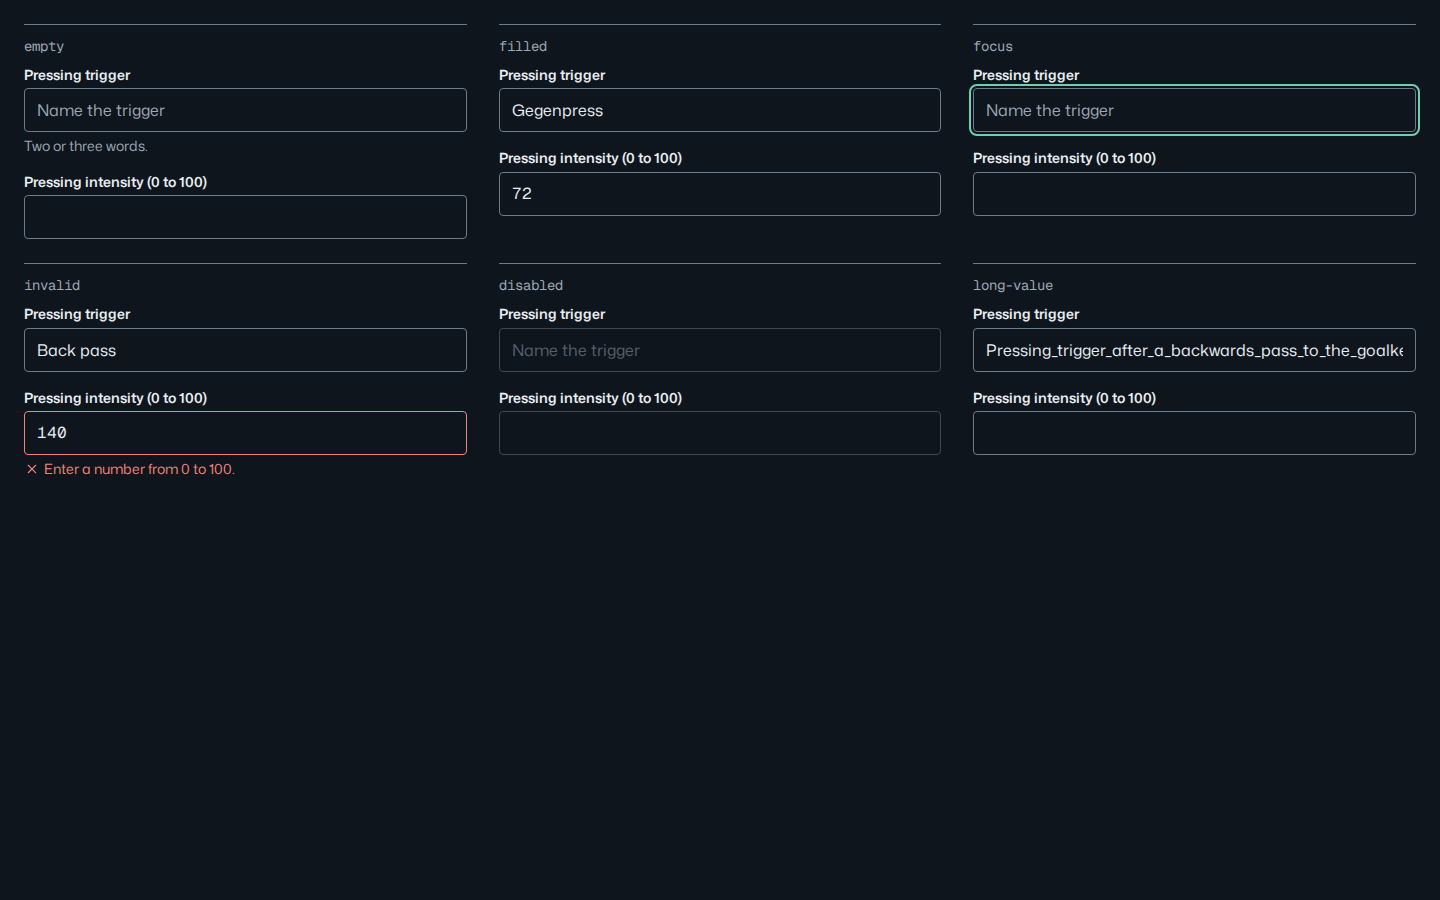 empty
Pressing trigger
Name the trigger
Two or three words.
Pressing intensity (0 to 100)
filled
Pressing trigger
Gegenpress
Pressing intensity (0 to 100)
72
focus
Pressing trigger
Name the trigger
Pressing intensity (0 to 100)
invalid
Pressing trigger
Back pass
Pressing intensity (0 to 100)
140
Enter a number from 0 to 100.
disabled
Pressing trigger
Name the trigger
Pressing intensity (0 to 100)
long-value
Pressing trigger
Pressing_trigger_after_a_backwards_pass_to_the_goalke
Pressing intensity (0 to 100)